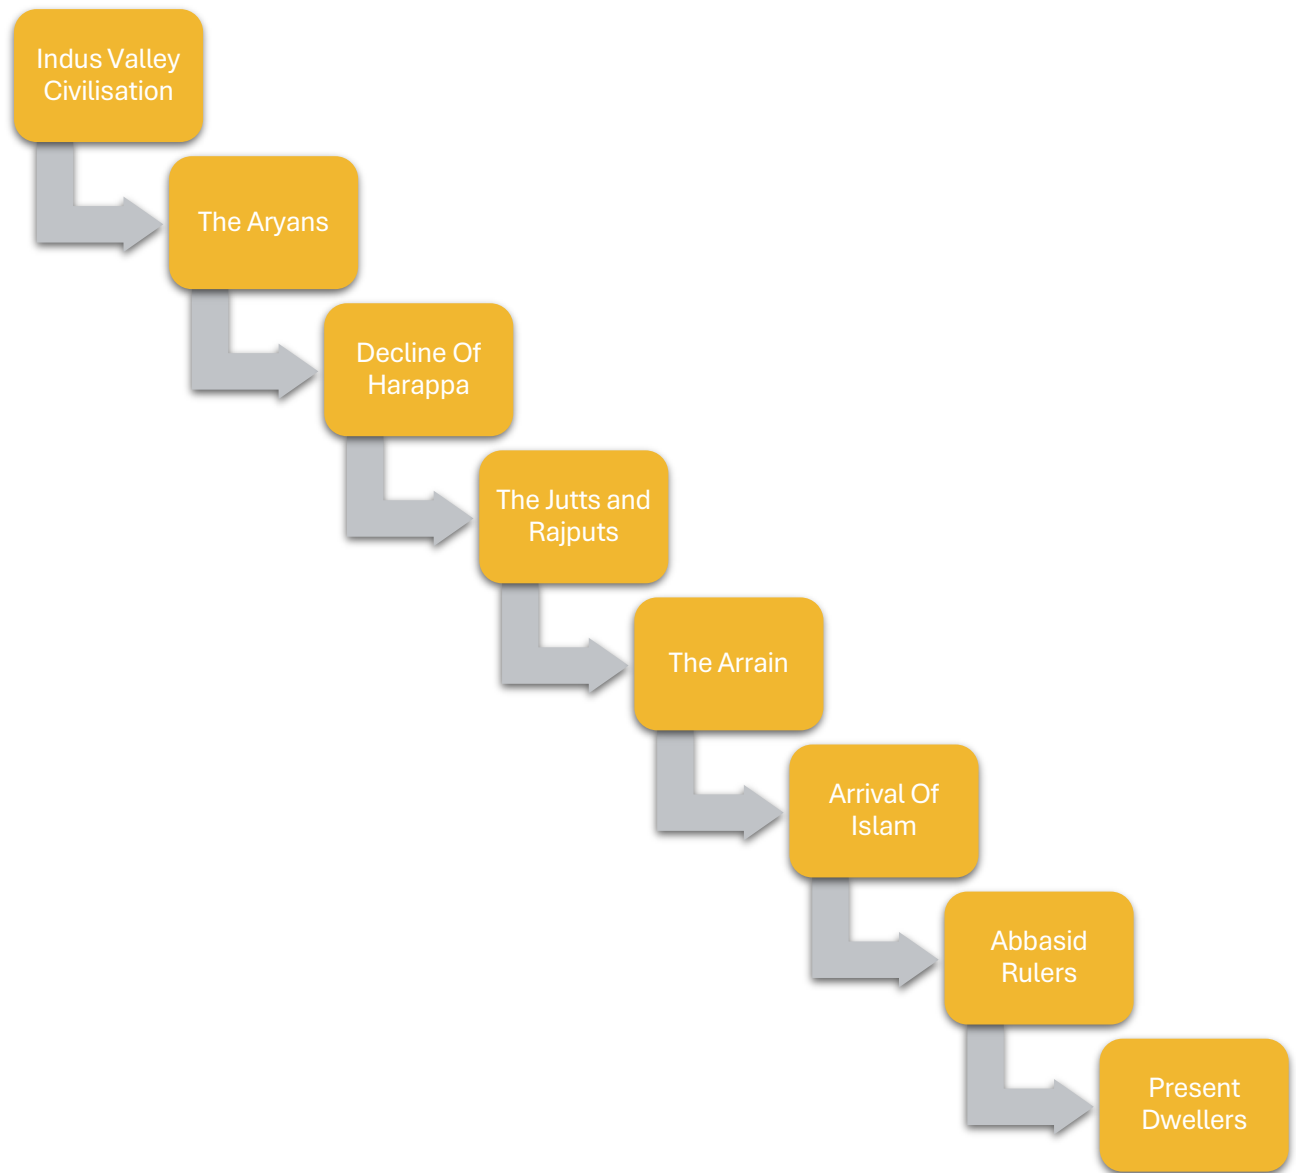 Indus Valley
Civilisation
The Aryans
Decline Of
Harappa
The Jutts and
Rajputs
The Arrain
Arrival Of
Islam
Abbasid
Rulers
Present
Dwellers